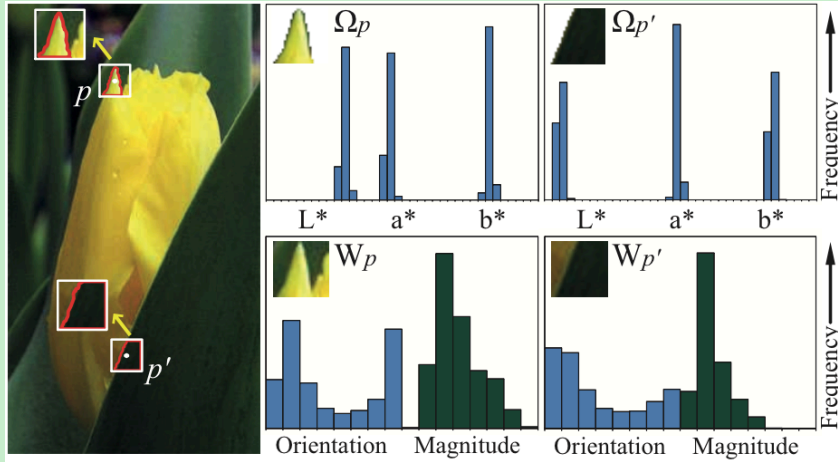 p
p'
Ωp
Ωp'
L* a* b*
L* a* b*
Frequency
Wp
Wp'
Orientation Magnitude
Orientation Magnitude
Frequency